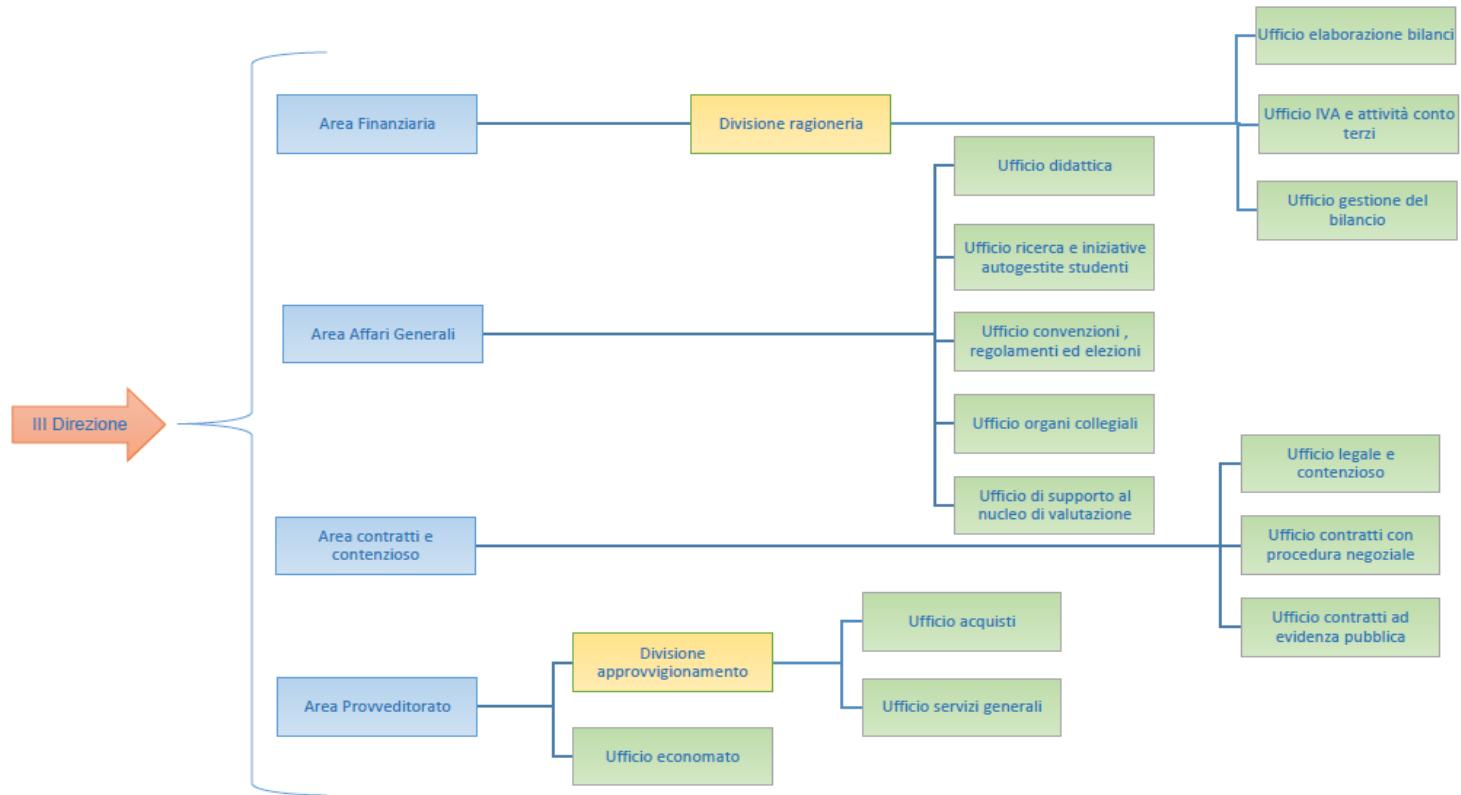 III Direzione
Area Finanziaria
Divisione ragioneria
Ufficio elaborazione bilanci
Ufficio IVA e attività conto
terzi
Ufficio gestione del
bilancio
Area Affari Generali
Ufficio didattica
Ufficio ricerca e iniziative
autogestite studenti
Ufficio convenzioni ,
regolamenti ed elezioni
Ufficio organi collegiali
Ufficio di supporto al
nucleo di valutazione
Area contratti e
contenzioso
Ufficio legale e
contenzioso
Ufficio contratti con
procedura negoziale
Ufficio contratti ad
evidenza pubblica
Area Provveditorato
Divisione
approvvigionamento
Ufficio acquisti
Ufficio servizi generali
Ufficio economato